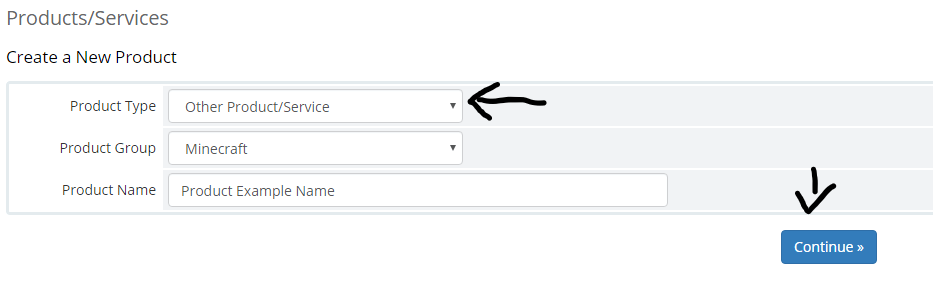 Products/Services
Create a New Product
Product Type Other Product/Service
Product Group Minecraft
Product Name Product Example Name
Continue »